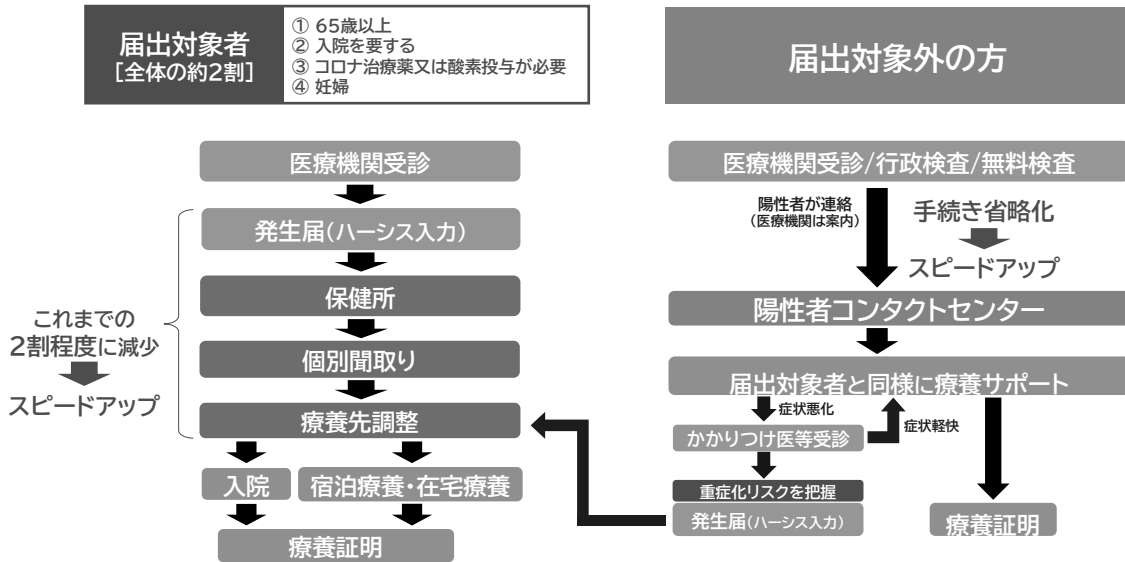 届出対象者
[全体の約2割]
① 65歳以上
② 入院を要する
③ コロナ治療薬又は酸素投与が必要
④ 妊婦
医療機関受診
発生届(ハーシス入力)
保健所
個別聞取り
療養先調整
入院
宿泊療養・在宅療養
療養証明
これまでの
2割程度に減少
スピードアップ
届出対象外の方
医療機関受診/行政検査/無料検査
陽性者が連絡
(医療機関は案内)
手続き省略化
スピードアップ
陽性者コンタクトセンター
届出対象者と同様に療養サポート
症状悪化
かかりつけ医等受診
症状軽快
重症化リスクを把握
発生届(ハーシス入力)
療養証明